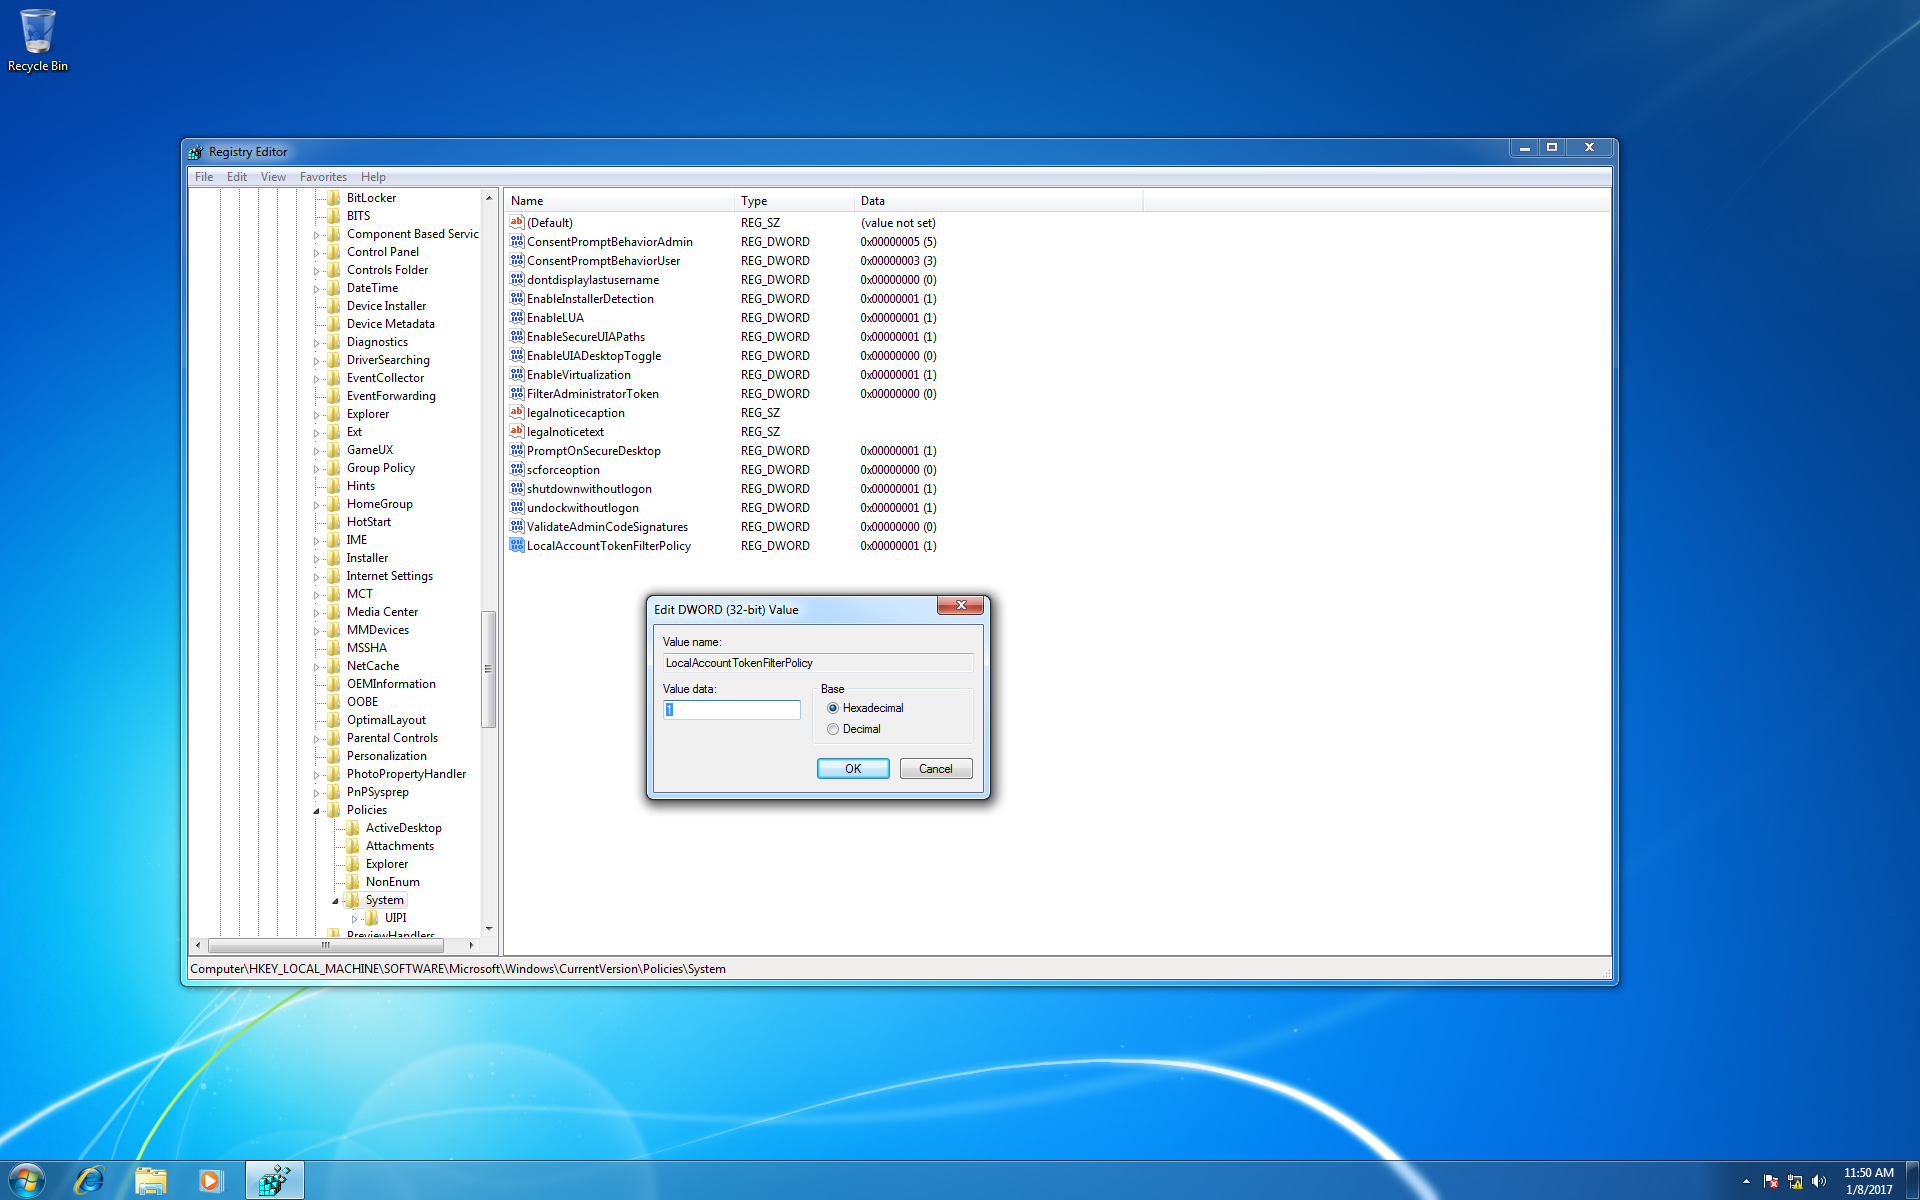 Recycle Bin
Registry Editor
File Edit View Favorites Help
BitLocker
BITS
Component Based Servic
Control Panel
Controls Folder
DateTime
Device Installer
Device Metadata
Diagnostics
DriverSearching
EventCollector
EventForwarding
Explorer
Ext
GameUX
Group Policy
Hints
HomeGroup
HotStart
IME
Installer
Internet Settings
MCT
Media Center
MMDevices
MSSHA
NetCache
OEMInformation
OOBE
OptimalLayout
Parental Controls
Personalization
PhotoPropertyHandler
PnPSysprep
Policies
ActiveDesktop
Attachments
Explorer
NonEnum
System
UIPI
PreviewHandlers
Name Type Data
(Default) REG_SZ (value not set)
ConsentPromptBehaviorAdmin REG_DWORD 0x00000005 (5)
ConsentPromptBehaviorUser REG_DWORD 0x00000003 (3)
dontdisplaylastusername REG_DWORD 0x00000000 (0)
EnableInstallerDetection REG_DWORD 0x00000001 (1)
EnableLUA REG_DWORD 0x00000001 (1)
EnableSecureUIAPaths REG_DWORD 0x00000001 (1)
EnableUIADesktopToggle REG_DWORD 0x00000000 (0)
EnableVirtualization REG_DWORD 0x00000001 (1)
FilterAdministratorToken REG_DWORD 0x00000000 (0)
legalnoticecaption REG_SZ
legalnoticetext REG_SZ
PromptOnSecureDesktop REG_DWORD 0x00000001 (1)
scforceoption REG_DWORD 0x00000000 (0)
shutdownwithoutlogon REG_DWORD 0x00000001 (1)
undockwithoutlogon REG_DWORD 0x00000001 (1)
ValidateAdminCodeSignatures REG_DWORD 0x00000000 (0)
LocalAccountTokenFilterPolicy REG_DWORD 0x00000001 (1)
Edit DWORD (32-bit) Value
Value name:
LocalAccountTokenFilterPolicy
Value data:
1
Base
Hexadecimal
Decimal
OK Cancel
Computer\HKEY_LOCAL_MACHINE\SOFTWARE\Microsoft\Windows\CurrentVersion\Policies\System
11:50 AM
1/8/2017